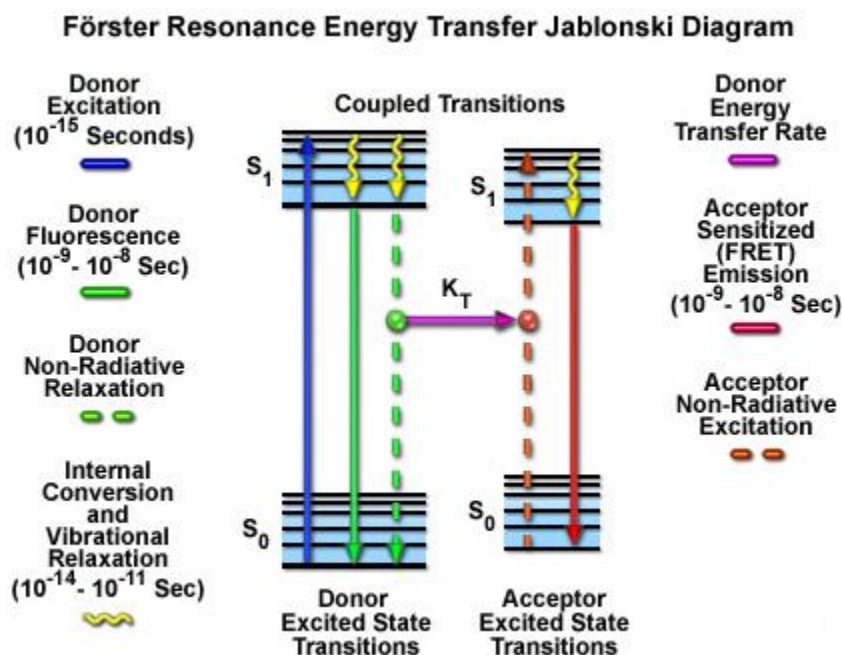 Förster Resonance Energy Transfer Jablonski Diagram
Donor
Excitation
(10^-15 Seconds)
Donor
Fluorescence
(10^-9 - 10^-8 Sec)
Donor
Non-Radiative
Relaxation
Internal
Conversion
and
Vibrational
Relaxation
(10^-14 - 10^-11 Sec)
Coupled Transitions
S1
S1
KT
S0
S0
Donor
Excited State
Transitions
Acceptor
Excited State
Transitions
Donor
Energy
Transfer Rate
Acceptor
Sensitized
(FRET)
Emission
(10^-9 - 10^-8 Sec)
Acceptor
Non-Radiative
Excitation